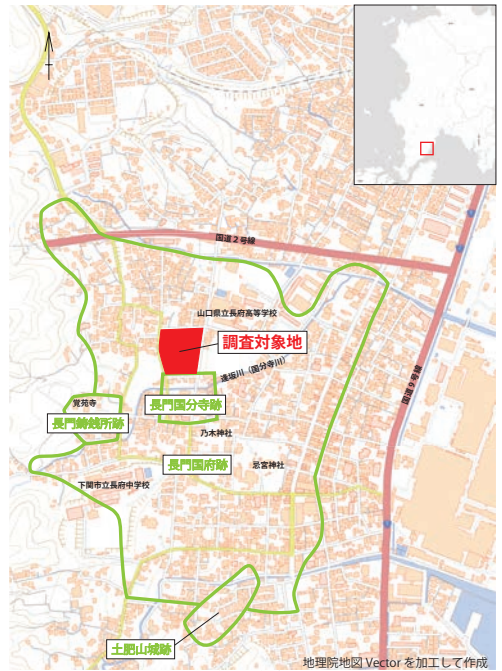 国道2号線
山口県立長府高等学校
調査対象地
逢坂川（国分寺川）
国道9号線
覚苑寺
長門国分寺跡
長門鋳銭所跡
乃木神社
長門国府跡
忌宮神社
下関市立長府中学校
土肥山城跡
地理院地図 Vector を加工して作成